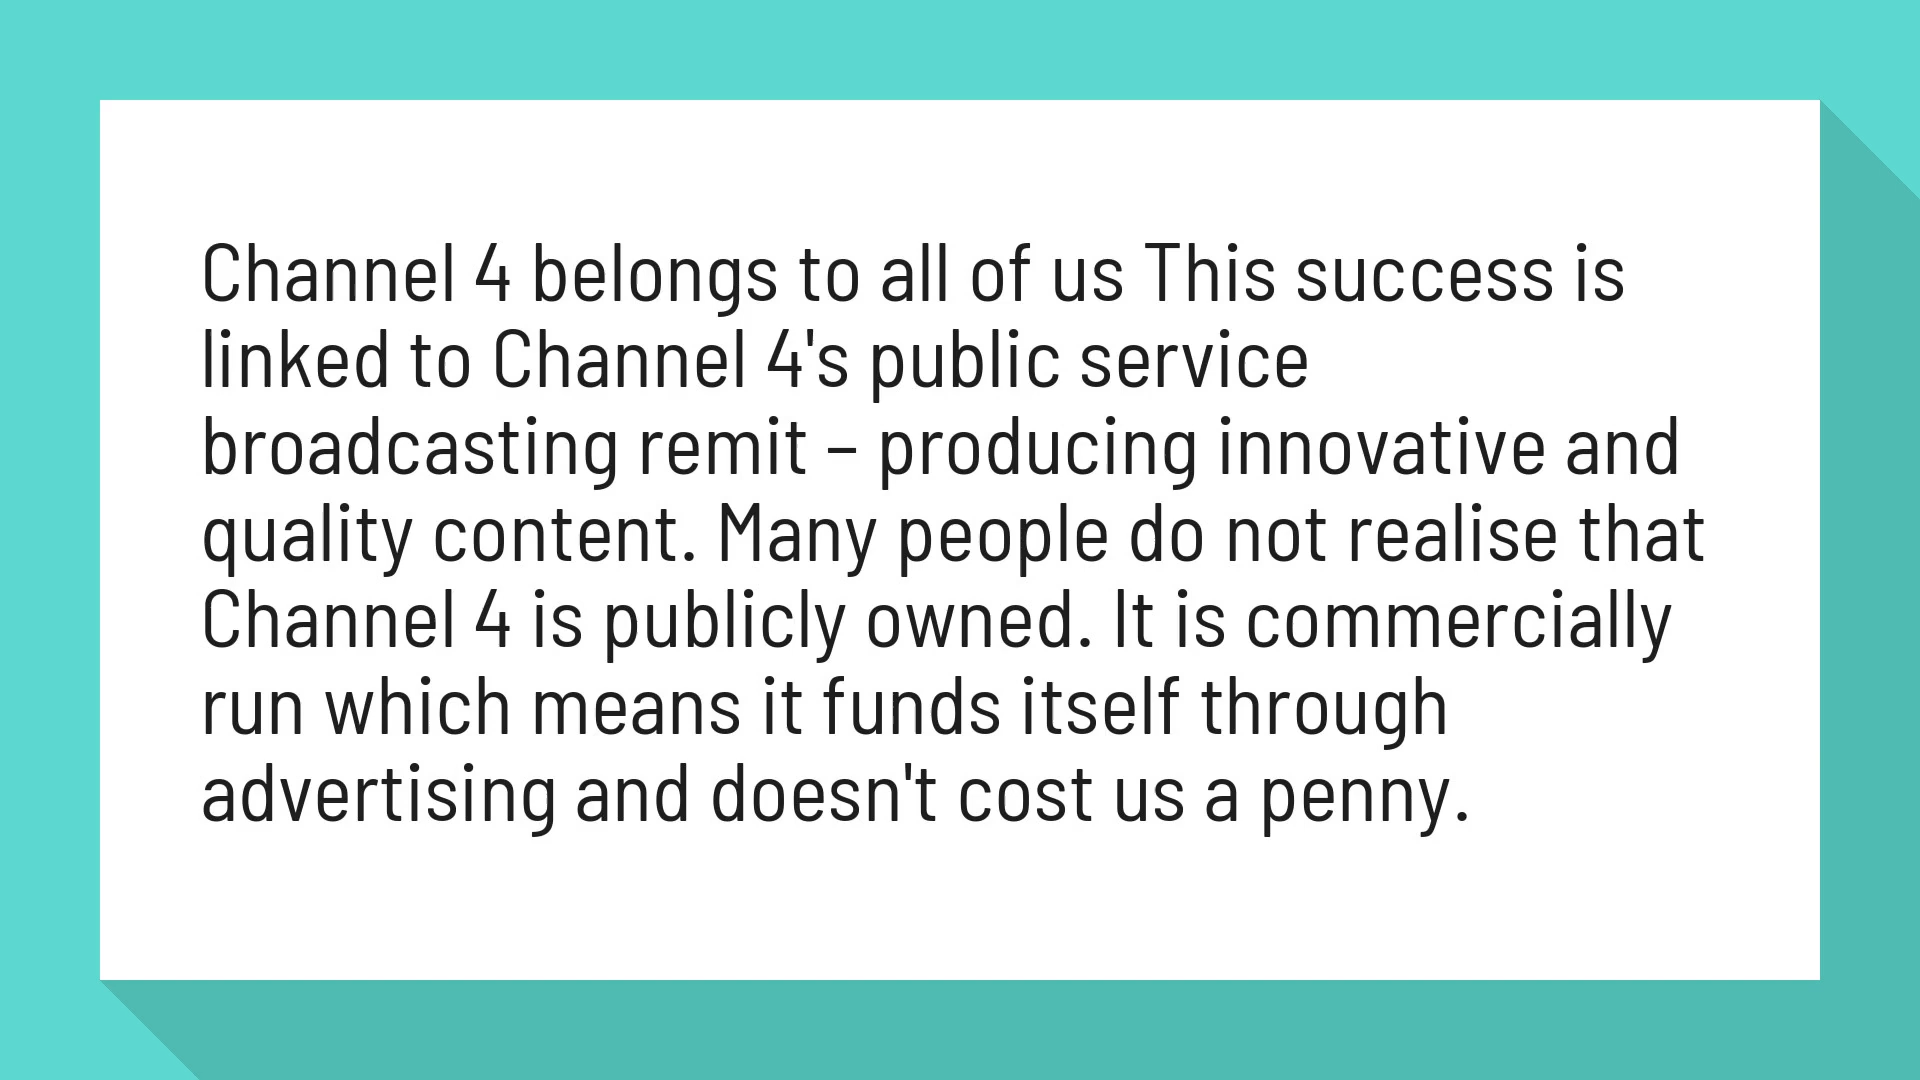 Channel 4 belongs to all of us This success is
linked to Channel 4's public service
broadcasting remit – producing innovative and
quality content. Many people do not realise that
Channel 4 is publicly owned. It is commercially
run which means it funds itself through
advertising and doesn't cost us a penny.